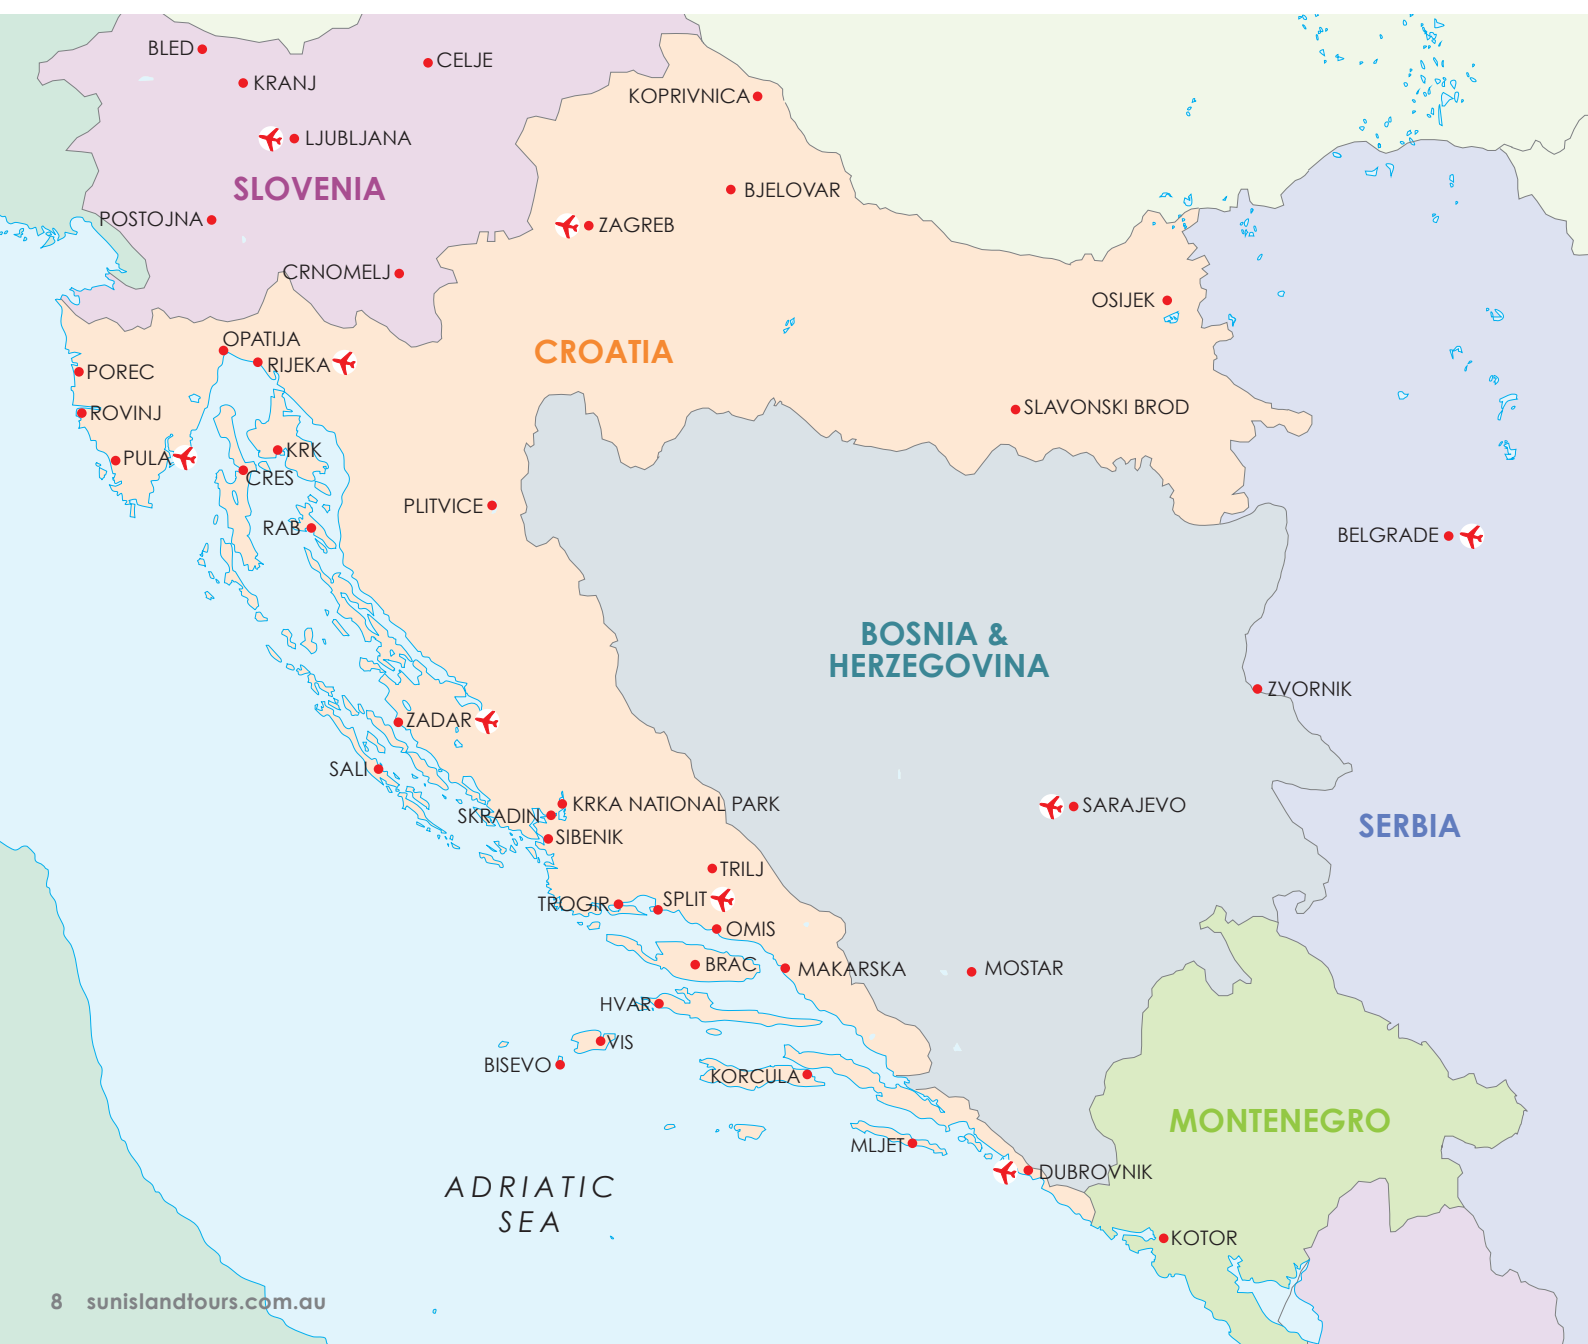 BLED
CELJE
KRANJ
KOPRIVNICA
LJUBLJANA
SLOVENIA
BJELOVAR
POSTOJNA
ZAGREB
CRNOMELJ
OSIJEK
OPATIJA
CROATIA
RIJEKA
POREC
SLAVONSKI BROD
ROVINJ
KRK
PULA
CRES
PLITVICE
RAB
BELGRADE
BOSNIA &
HERZEGOVINA
ZVORNIK
ZADAR
SALI
KRKA NATIONAL PARK
SARAJEVO
SKRADIN
SERBIA
SIBENIK
TRILJ
SPLIT
TROGIR
OMIS
BRAC
MAKARSKA
MOSTAR
HVAR
VIS
BISEVO
KORCULA
MONTENEGRO
MLJET
DUBROVNIK
ADRIATIC
SEA
KOTOR
8 sunislandtours.com.au